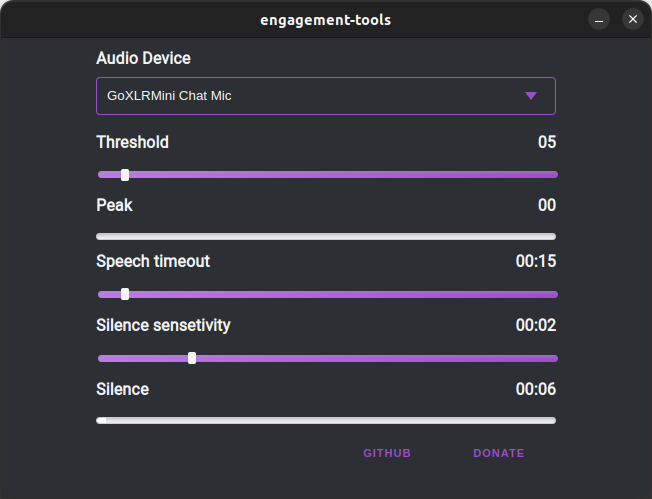 engagement-tools
Audio Device
GoXLRMini Chat Mic
Threshold 05
Peak 00
Speech timeout 00:15
Silence sensetivity 00:02
Silence 00:06
GITHUB DONATE